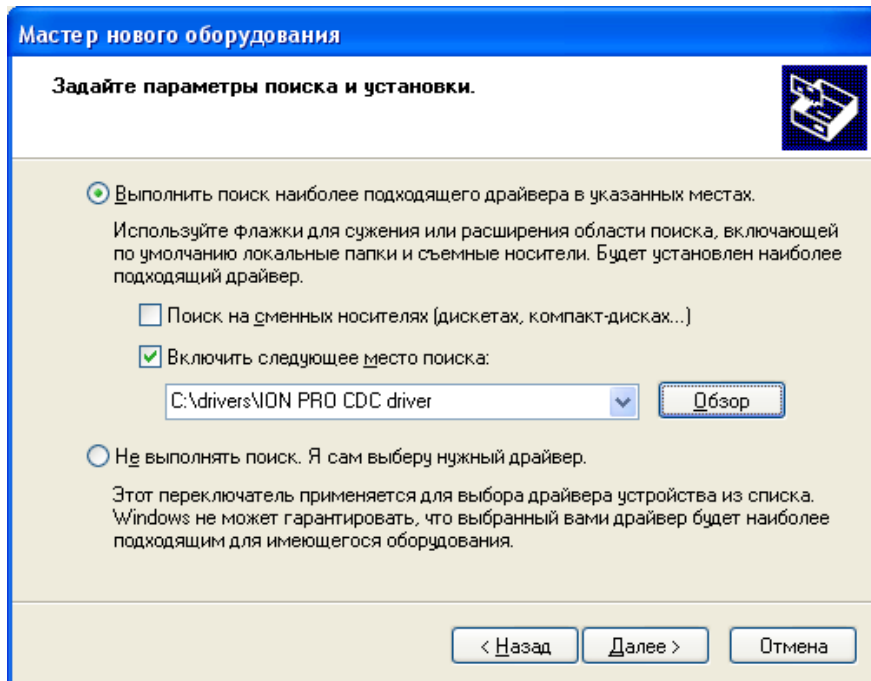 Мастер нового оборудования
Задайте параметры поиска и установки.
Выполнить поиск наиболее подходящего драйвера в указанных местах.
Используйте флажки для сужения или расширения области поиска, включающей
по умолчанию локальные папки и съемные носители. Будет установлен наиболее
подходящий драйвер.
Поиск на сменных носителях (дискетах, компакт-дисках...)
Включить следующее место поиска:
C:\drivers\ION PRO CDC driver
Обзор
Не выполнять поиск. Я сам выберу нужный драйвер.
Этот переключатель применяется для выбора драйвера устройства из списка.
Windows не может гарантировать, что выбранный вами драйвер будет наиболее
подходящим для имеющегося оборудования.
< Назад
Далее >
Отмена